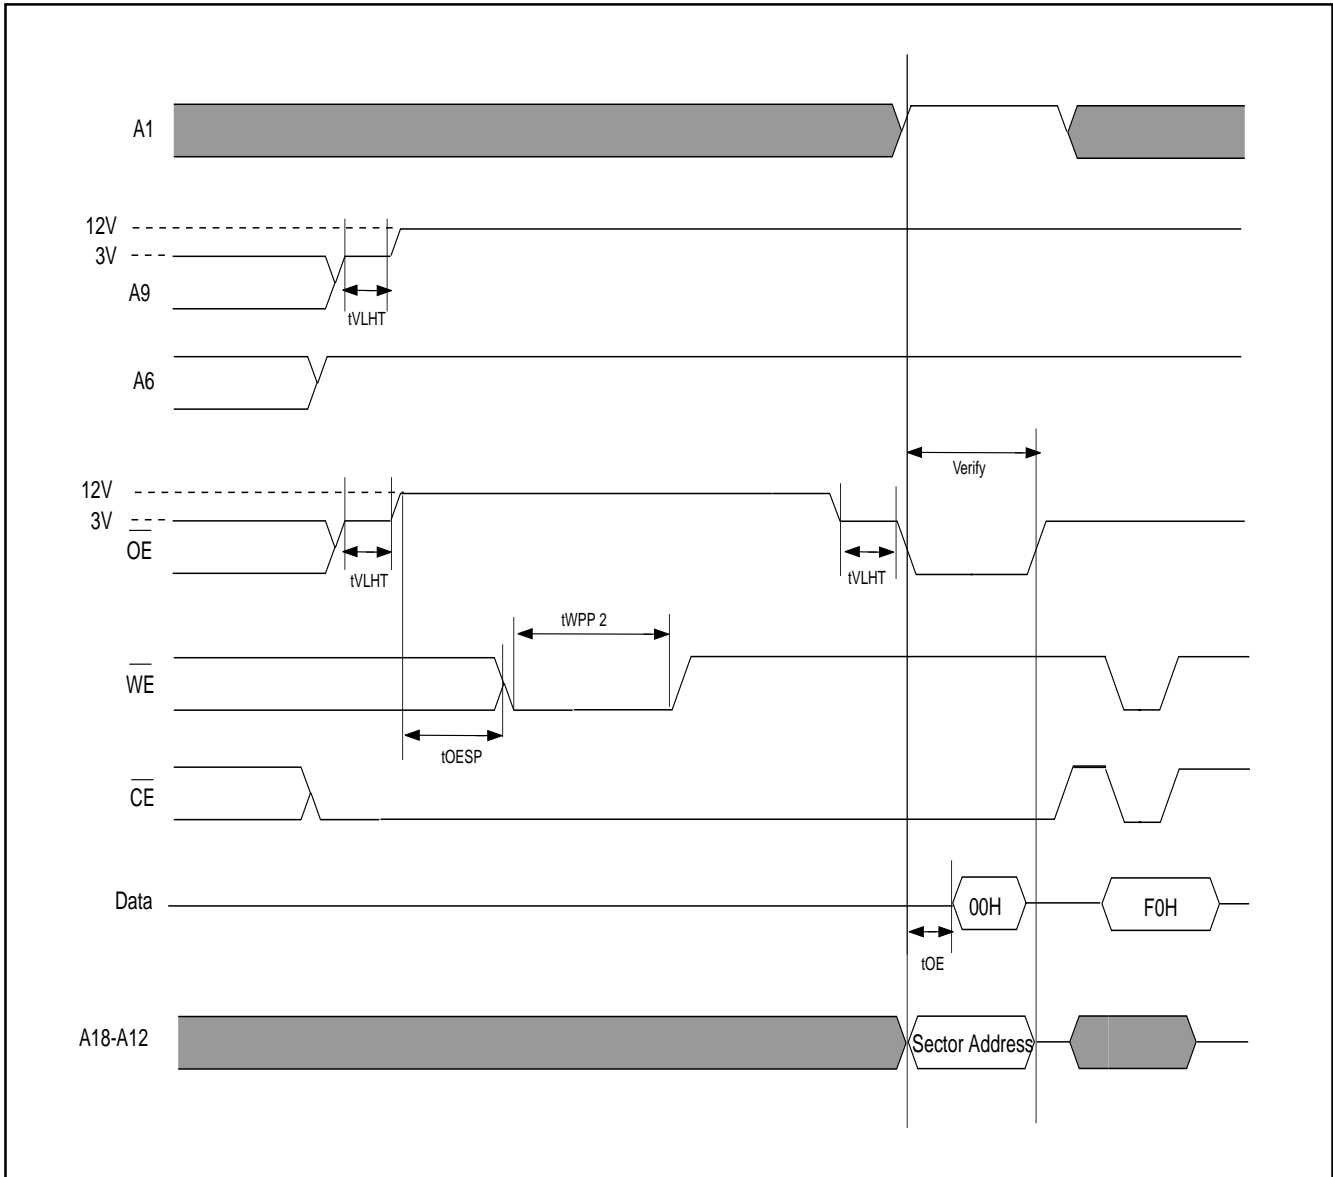 A1
12V
3V
A9
tVLHT
A6
Verify
12V
3V
OE
tVLHT
tVLHT
tWPP 2
WE
tOESP
CE
Data
00H
F0H
tOE
A18-A12
Sector Address